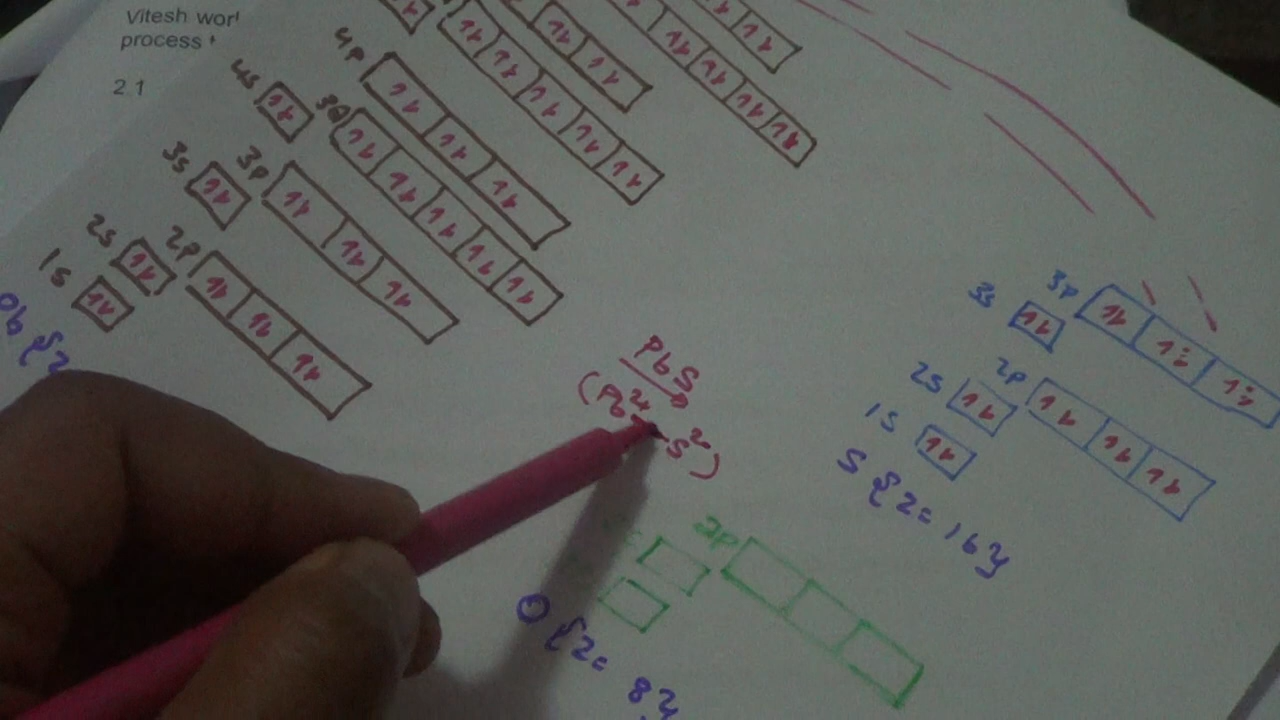 Vitesh wor
process
2.1
4p
4s
3d
3s
3p
2s
2p
1s
Pb {z
PbS
(Pb²⁺
S²⁻)
3s
3p
2s
2p
1s
S {z = 16}
2p
O {z = 8}